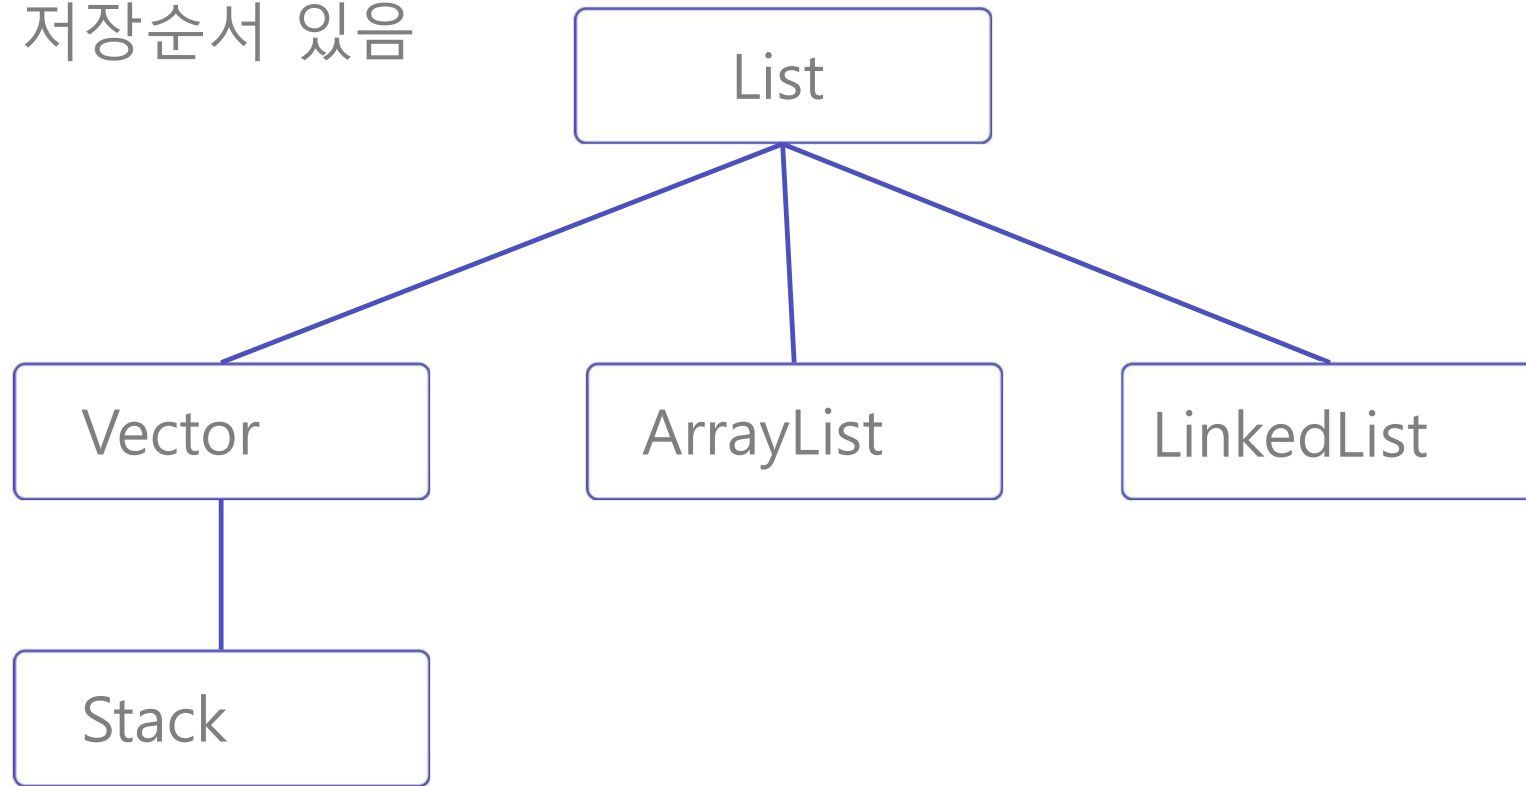 저장순서 있음
List
Vector
ArrayList
LinkedList
Stack